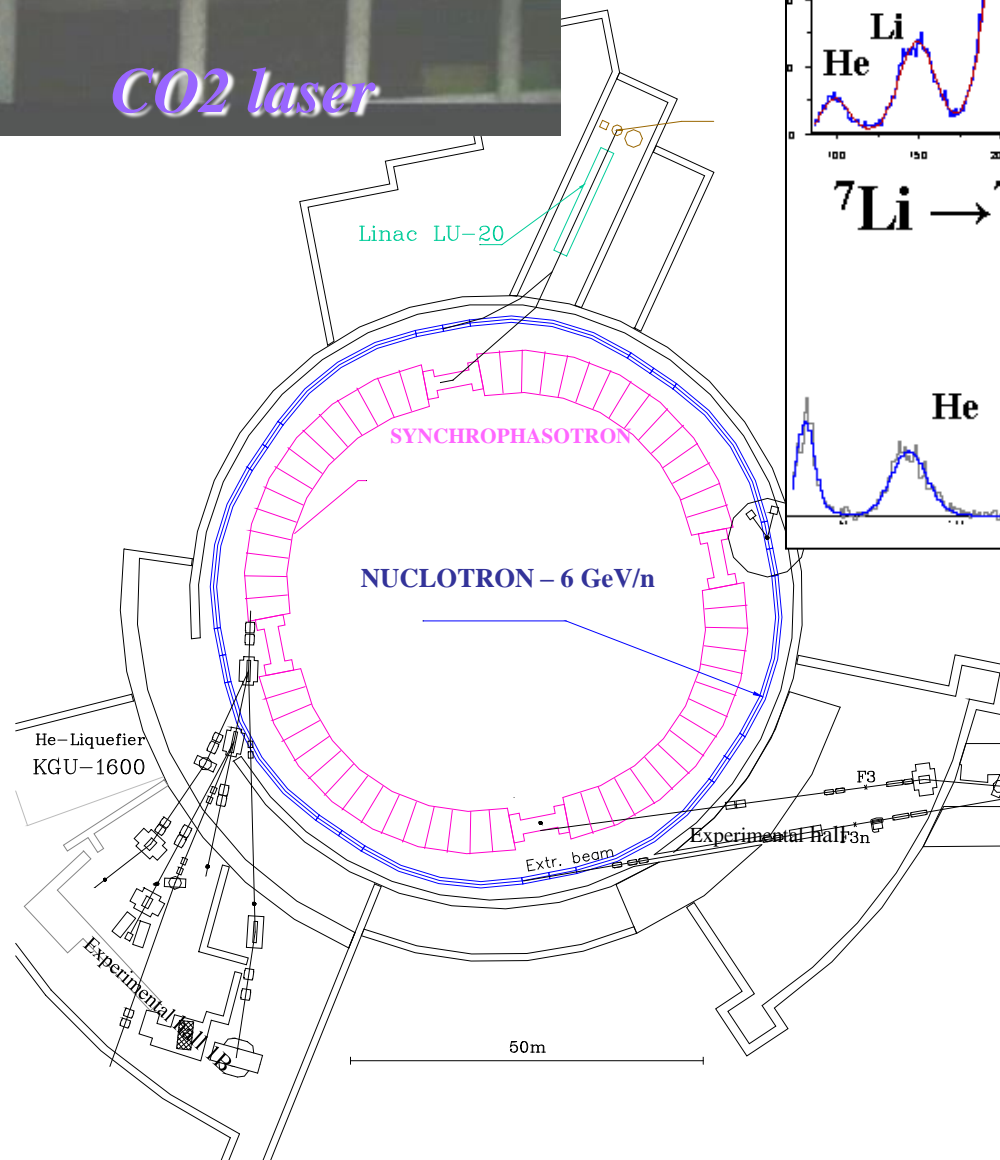 CO2 laser
Li
He
100
150
⁷Li →
Linac LU-20
He
SYNCHROPHASOTRON
NUCLOTRON – 6 GeV/n
He-Liquefier
KGU-1600
F3
Experimental hall
F3n
Extr. beam
Experimental hall 1B
50m